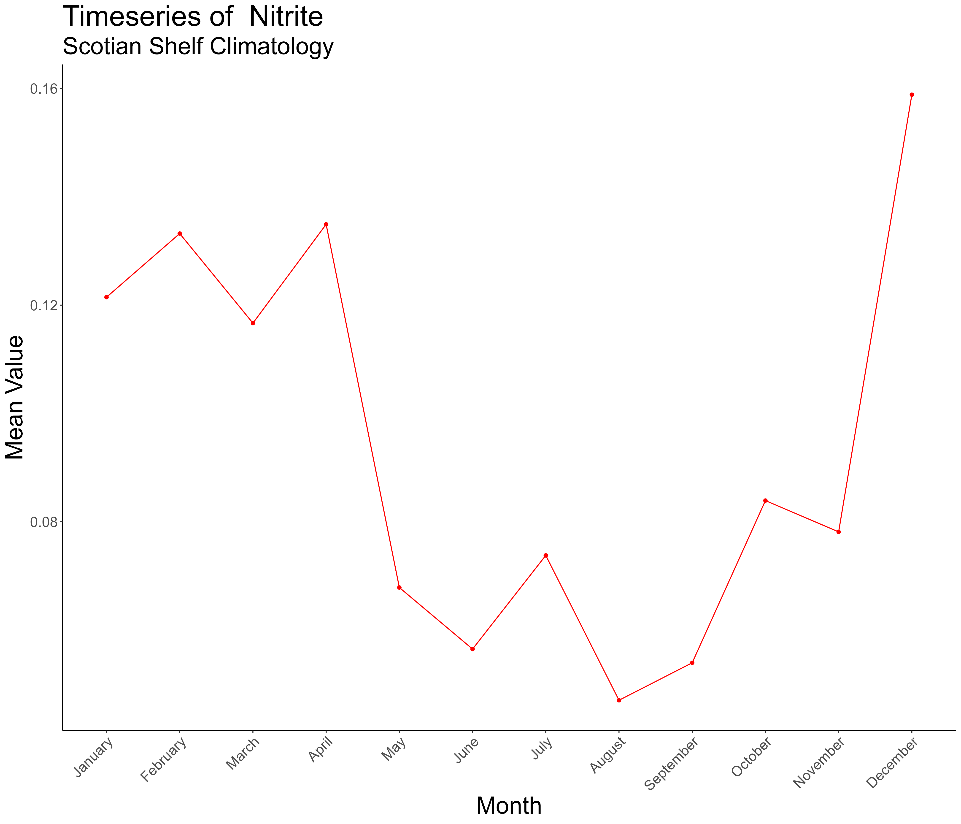 Timeseries of  Nitrite
Scotian Shelf Climatology
0.16
0.12
0.08
Mean Value
January
February
March
April
May
June
July
August
September
October
November
December
Month